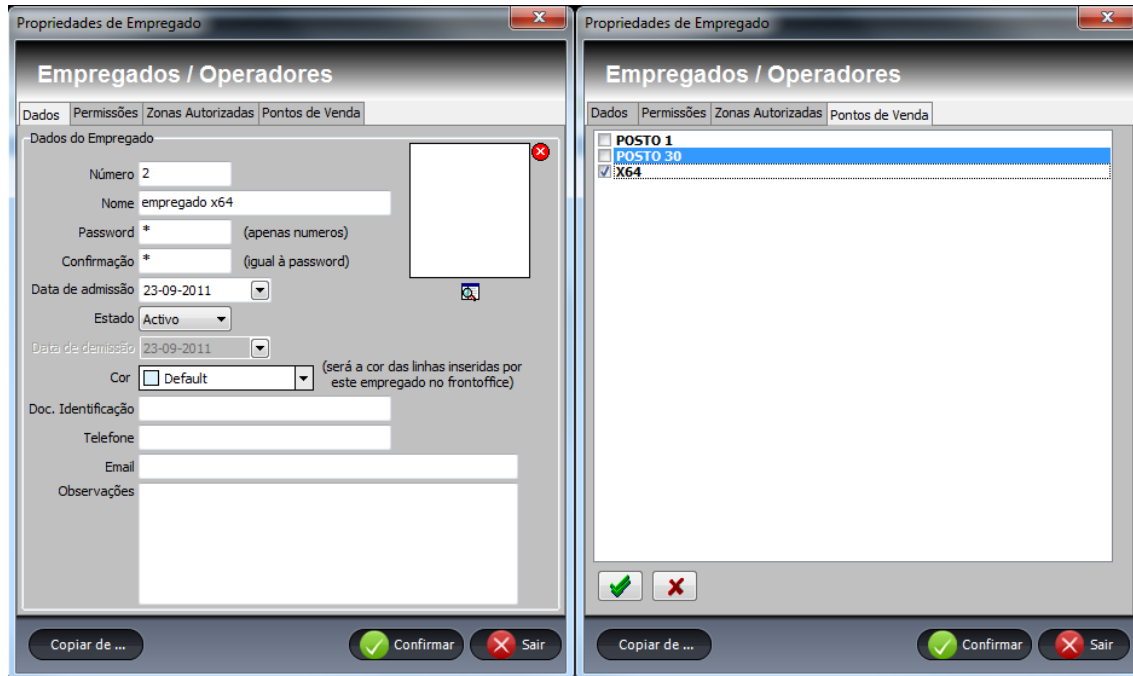 Propriedades de Empregado
Empregados / Operadores
Dados Permissões Zonas Autorizadas Pontos de Venda
Dados do Empregado
Número 2
Nome empregado x64
Password * (apenas numeros)
Confirmação * (igual à password)
Data de admissão 23-09-2011
Estado Activo
Data de demissão 23-09-2011
Cor Default (será a cor das linhas inseridas por
este empregado no frontoffice)
Doc. Identificação
Telefone
Email
Observações
Copiar de ... Confirmar Sair
Propriedades de Empregado
Empregados / Operadores
Dados Permissões Zonas Autorizadas Pontos de Venda
POSTO 1
POSTO 30
X64
Copiar de ... Confirmar Sair